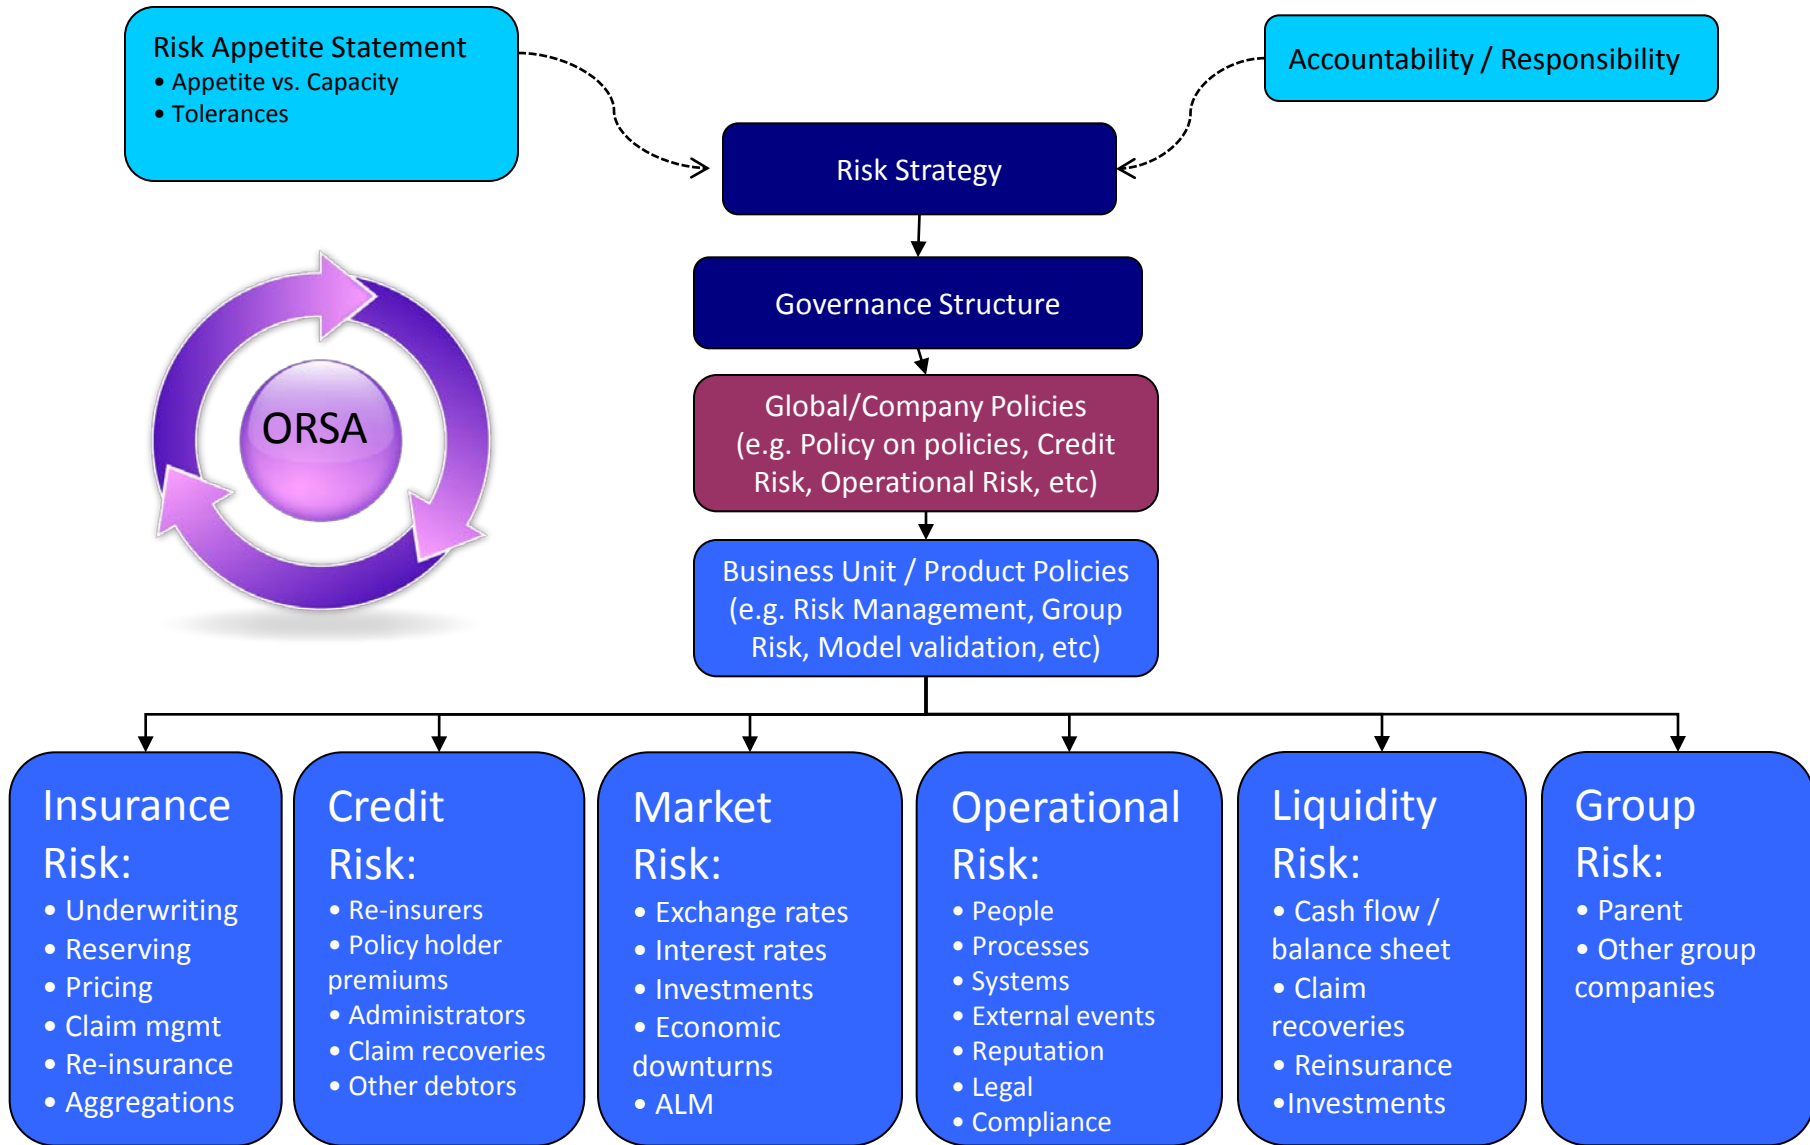 Risk Appetite Statement
• Appetite vs. Capacity
• Tolerances
Accountability / Responsibility
Risk Strategy
Governance Structure
ORSA
Global/Company Policies
(e.g. Policy on policies, Credit
Risk, Operational Risk, etc)
Business Unit / Product Policies
(e.g. Risk Management, Group
Risk, Model validation, etc)
Insurance
Risk:
• Underwriting
• Reserving
• Pricing
• Claim mgmt
• Re-insurance
• Aggregations
Credit
Risk:
• Re-insurers
• Policy holder
premiums
• Administrators
• Claim recoveries
• Other debtors
Market
Risk:
• Exchange rates
• Interest rates
• Investments
• Economic
downturns
• ALM
Operational
Risk:
• People
• Processes
• Systems
• External events
• Reputation
• Legal
• Compliance
Liquidity
Risk:
• Cash flow /
balance sheet
• Claim
recoveries
• Reinsurance
•Investments
Group
Risk:
• Parent
• Other group
companies